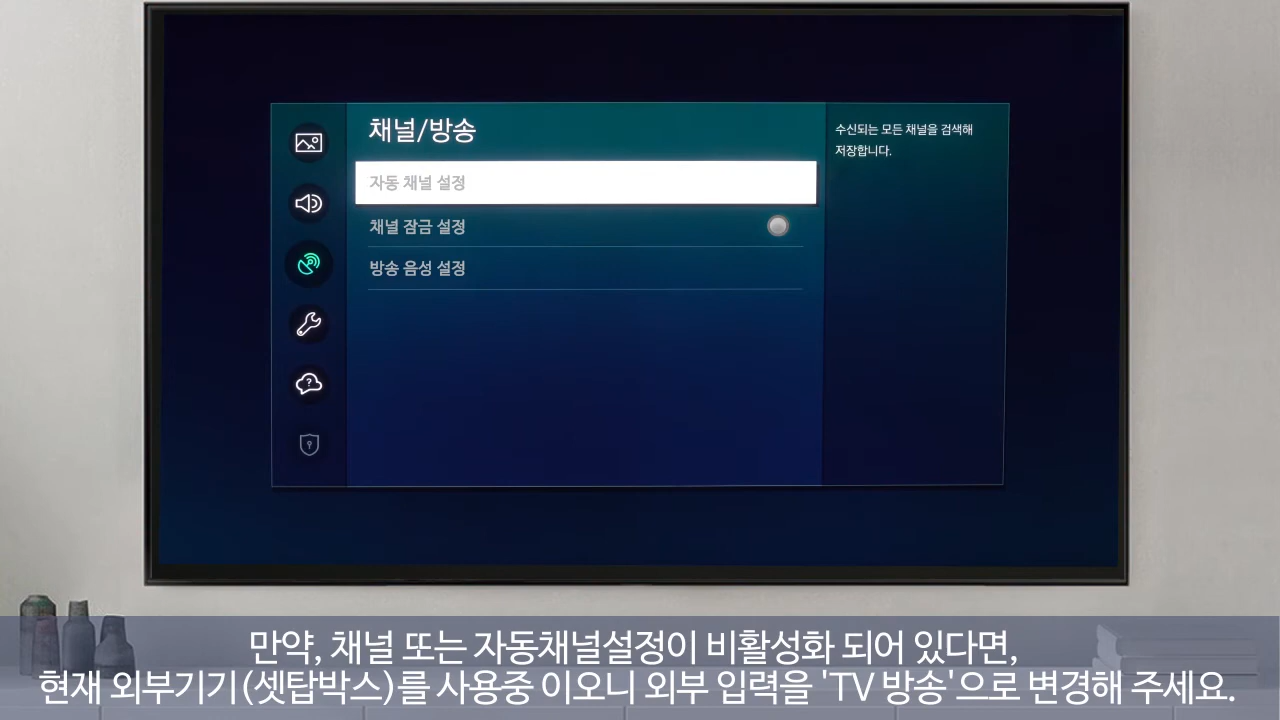 채널/방송
자동 채널 설정
채널 잠금 설정
방송 음성 설정
수신되는 모든 채널을 검색해
저장합니다.
만약, 채널 또는 자동채널설정이 비활성화 되어 있다면,
현재 외부기기(셋탑박스)를 사용중 이오니 외부 입력을 'TV 방송'으로 변경해 주세요.